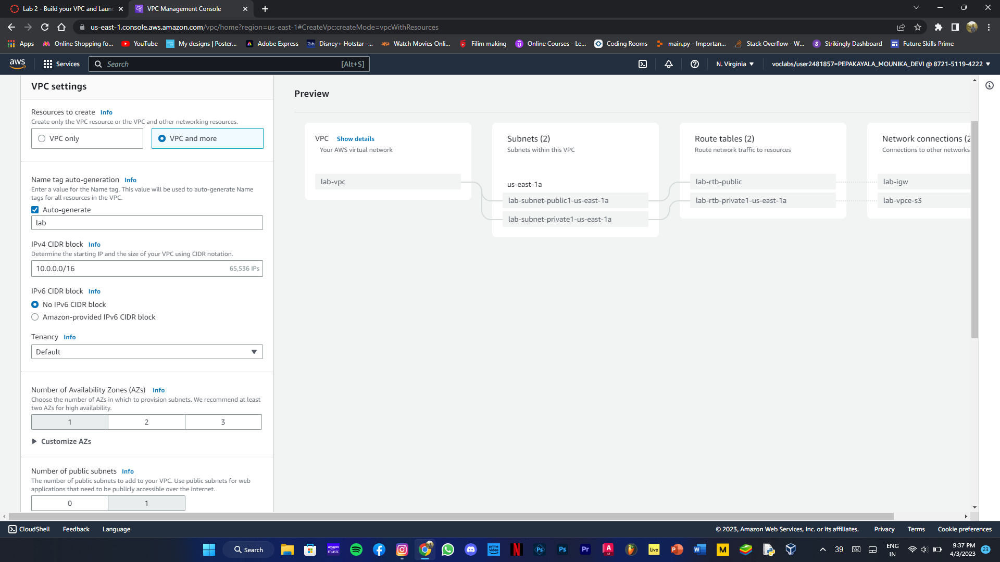 Lab 2 - Build your VPC and Laun
VPC Management Console
us-east-1.console.aws.amazon.com/vpc/home?region=us-east-1#CreateVpc:createMode=vpcWithResources
Apps
Online Shopping fo...
YouTube
My designs | Poster...
Adobe Express
Disney+ Hotstar -...
Watch Movies Onli...
Filim making
Online Courses - Le...
Coding Rooms
main.py - Importan...
Stack Overflow - W...
Strikingly Dashboard
Future Skills Prime
aws
Services
Search
[Alt+S]
N. Virginia
voclabs/user2481857=PEPAKAYALA_MOUNIKA_DEVI @ 8721-5119-4222
VPC settings
Resources to create Info
Create only the VPC resource or the VPC and other networking resources.
VPC only
VPC and more
Name tag auto-generation Info
Enter a value for the Name tag. This value will be used to auto-generate Name
tags for all resources in the VPC.
Auto-generate
lab
IPv4 CIDR block Info
Determine the starting IP and the size of your VPC using CIDR notation.
10.0.0.0/16
65,536 IPs
IPv6 CIDR block Info
No IPv6 CIDR block
Amazon-provided IPv6 CIDR block
Tenancy Info
Default
Number of Availability Zones (AZs) Info
Choose the number of AZs in which to provision subnets. We recommend at least
two AZs for high availability.
1
2
3
Customize AZs
Number of public subnets Info
The number of public subnets to add to your VPC. Use public subnets for web
applications that need to be publicly accessible over the internet.
0
1
Preview
VPC Show details
Your AWS virtual network
lab-vpc
Subnets (2)
Subnets within this VPC
us-east-1a
lab-subnet-public1-us-east-1a
lab-subnet-private1-us-east-1a
Route tables (2)
Route network traffic to resources
lab-rtb-public
lab-rtb-private1-us-east-1a
Network connections (2
Connections to other networks
lab-igw
lab-vpce-s3
CloudShell
Feedback
Language
© 2023, Amazon Web Services, Inc. or its affiliates.
Privacy
Terms
Cookie preferences
Search
amazon music
prime video
Ps
Ps
Pr
A
LT
Live
P
W
M
39
ENG
IN
9:37 PM
4/3/2023
23